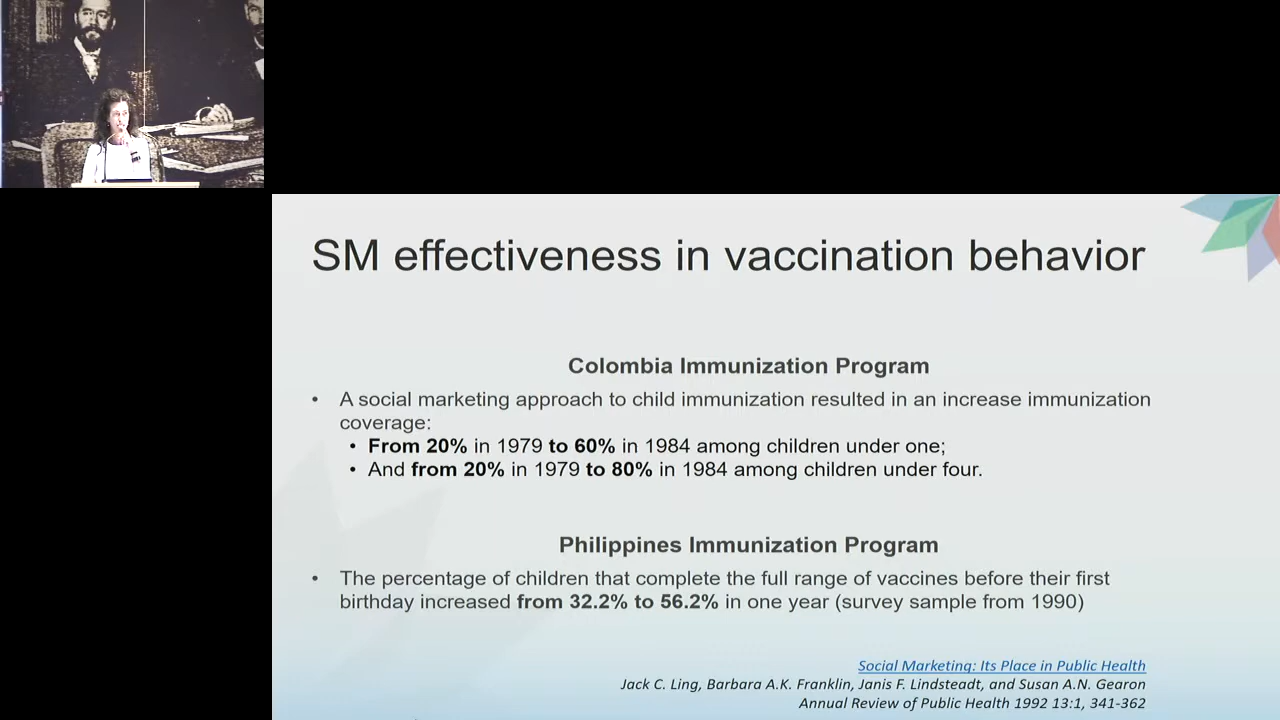 SM effectiveness in vaccination behavior
Colombia Immunization Program
• A social marketing approach to child immunization resulted in an increase immunization
coverage:
• From 20% in 1979 to 60% in 1984 among children under one;
• And from 20% in 1979 to 80% in 1984 among children under four.
Philippines Immunization Program
• The percentage of children that complete the full range of vaccines before their first
birthday increased from 32.2% to 56.2% in one year (survey sample from 1990)
Social Marketing: Its Place in Public Health
Jack C. Ling, Barbara A.K. Franklin, Janis F. Lindsteadt, and Susan A.N. Gearon
Annual Review of Public Health 1992 13:1, 341-362